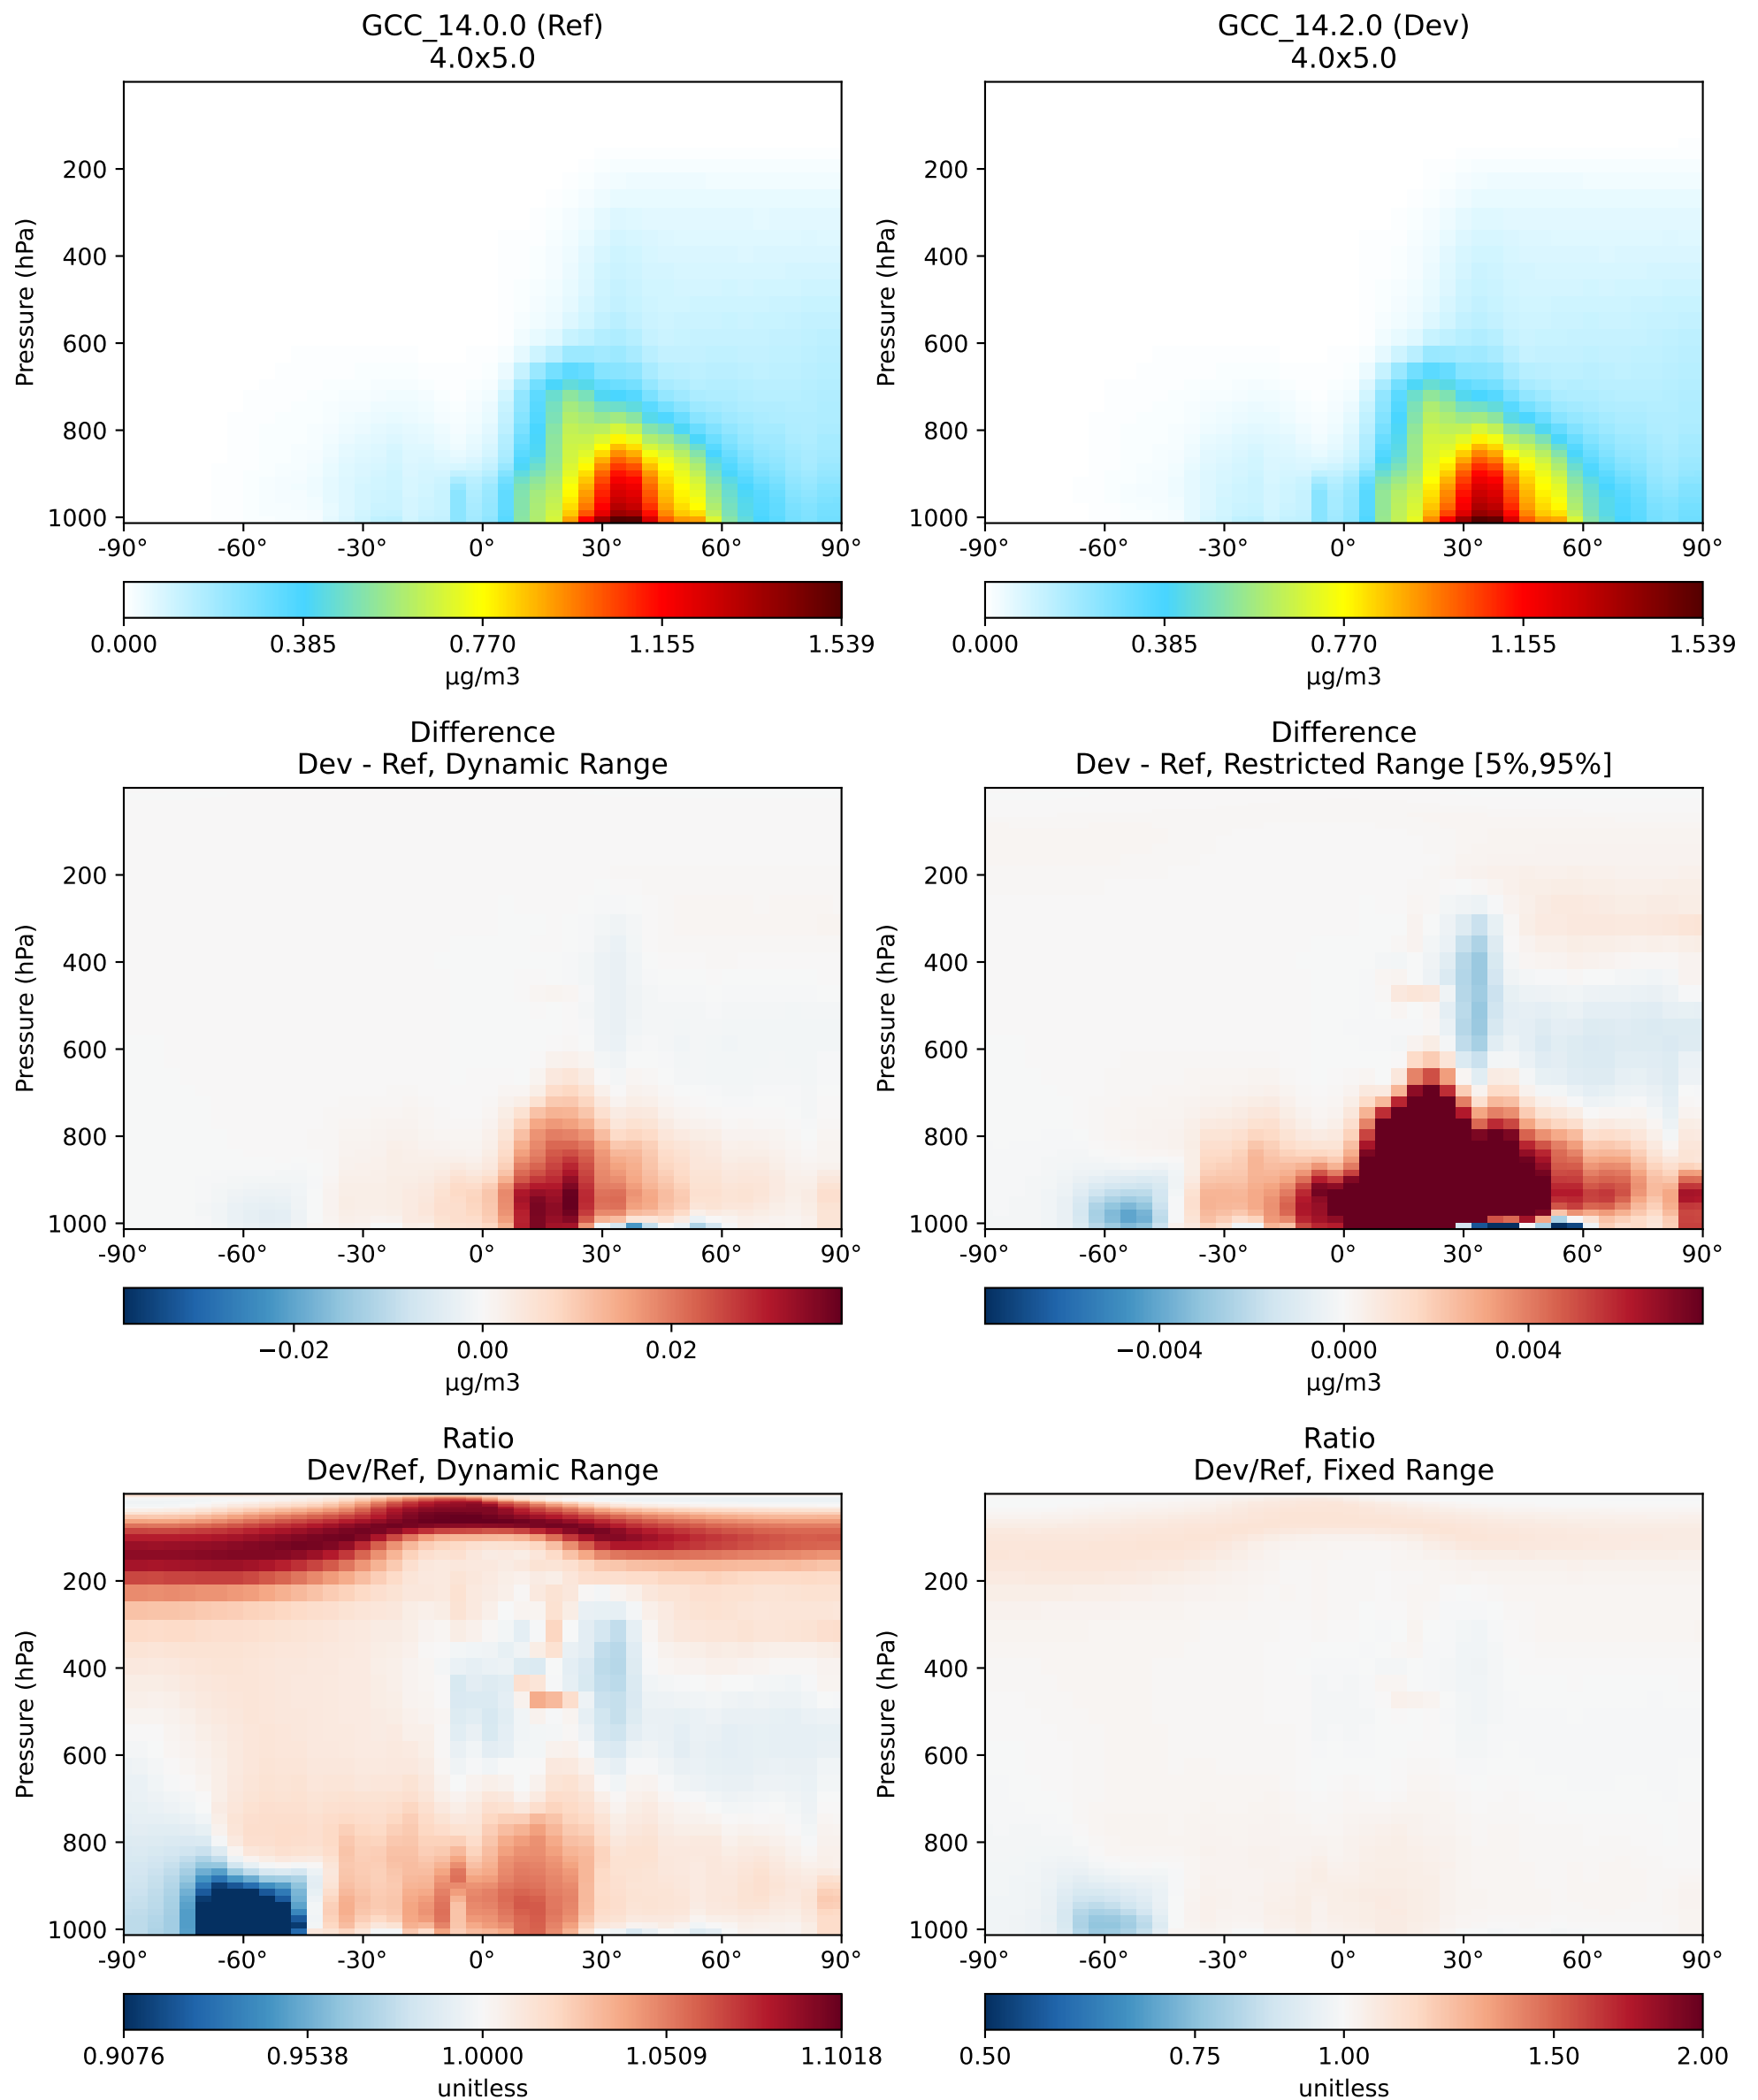 GCC_14.0.0 (Ref)
4.0x5.0
Pressure (hPa)
200
400
600
800
1000
-90° -60° -30° 0° 30° 60° 90°
0.000 0.385 0.770 1.155 1.539
μg/m3
GCC_14.2.0 (Dev)
4.0x5.0
Pressure (hPa)
200
400
600
800
1000
-90° -60° -30° 0° 30° 60° 90°
0.000 0.385 0.770 1.155 1.539
μg/m3
Difference
Dev - Ref, Dynamic Range
Pressure (hPa)
200
400
600
800
1000
-90° -60° -30° 0° 30° 60° 90°
−0.02 0.00 0.02
μg/m3
Difference
Dev - Ref, Restricted Range [5%,95%]
Pressure (hPa)
200
400
600
800
1000
-90° -60° -30° 0° 30° 60° 90°
−0.004 0.000 0.004
μg/m3
Ratio
Dev/Ref, Dynamic Range
Pressure (hPa)
200
400
600
800
1000
-90° -60° -30° 0° 30° 60° 90°
0.9076 0.9538 1.0000 1.0509 1.1018
unitless
Ratio
Dev/Ref, Fixed Range
Pressure (hPa)
200
400
600
800
1000
-90° -60° -30° 0° 30° 60° 90°
0.50 0.75 1.00 1.50 2.00
unitless